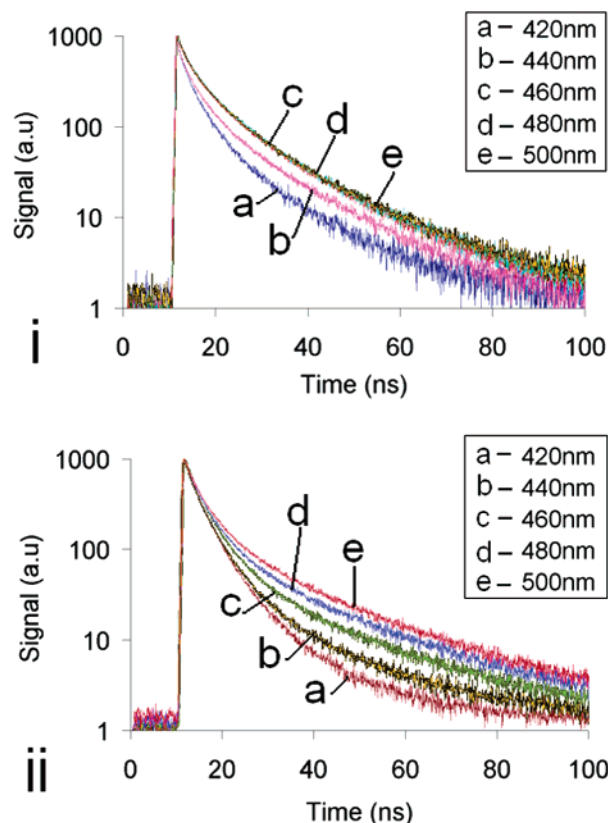 1000
100
10
1
Signal (a.u)
0 20 40 60 80 100
Time (ns)
a – 420nm
b – 440nm
c – 460nm
d – 480nm
e – 500nm
c
d
e
a
b
i
1000
100
10
1
Signal (a.u)
0 20 40 60 80 100
Time (ns)
a – 420nm
b – 440nm
c – 460nm
d – 480nm
e – 500nm
d
e
c
b
a
ii